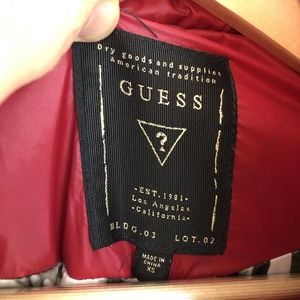 Dry goods and supplies
American tradition
GUESS
?
-EST. 1981-
Los Angeles
-California-
BLDG.03 LOT.02
MADE IN
CHINA
XS